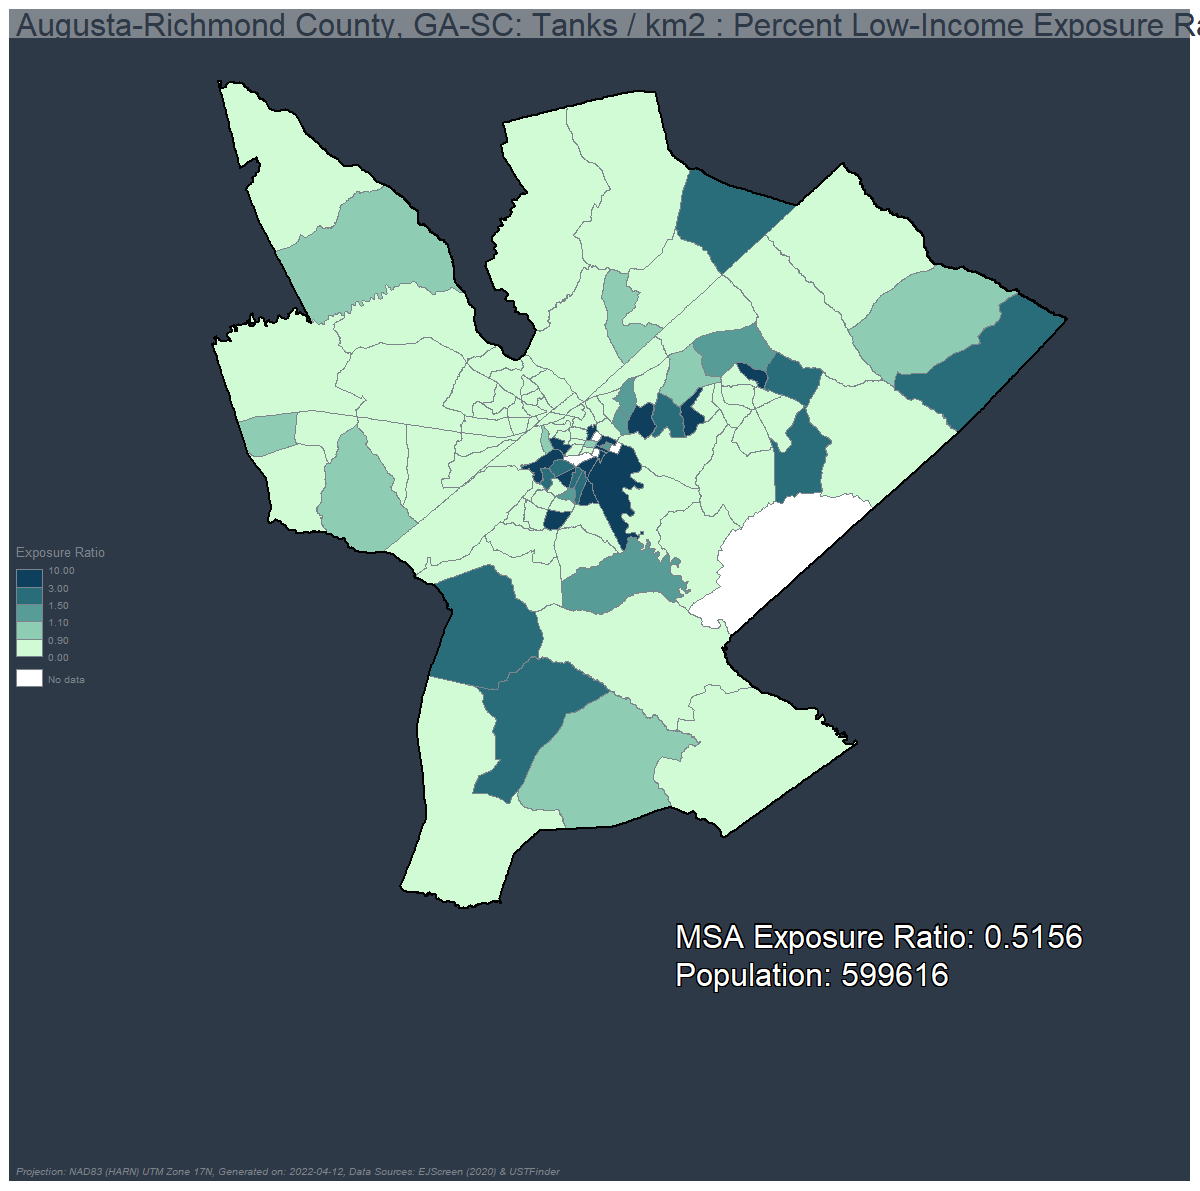 Augusta-Richmond County, GA-SC: Tanks / km2 : Percent Low-Income Exposure Ra
Exposure Ratio
10.00
3.00
1.50
1.10
0.90
0.00
No data
MSA Exposure Ratio: 0.5156
Population: 599616
Projection: NAD83 (HARN) UTM Zone 17N, Generated on: 2022-04-12, Data Sources: EJScreen (2020) & USTFinder